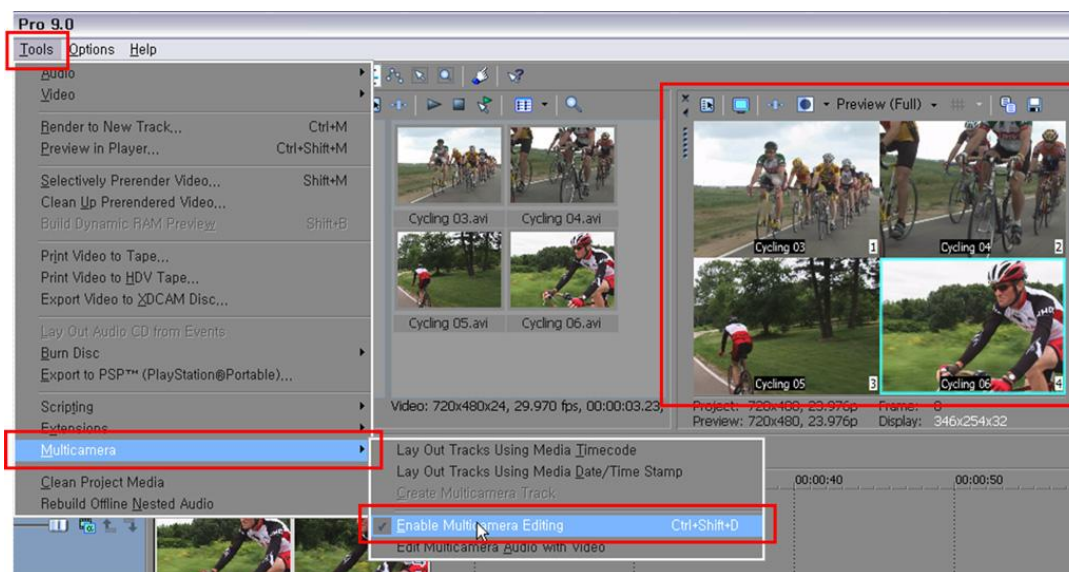 Pro 9.0
Tools Options Help
Audio
Video
Render to New Track... Ctrl+M
Preview in Player... Ctrl+Shift+M
Selectively Prerender Video... Shift+M
Clean Up Prerendered Video...
Build Dynamic RAM Preview Shift+B
Print Video to Tape...
Print Video to HDV Tape...
Export Video to XDCAM Disc...
Lay Out Audio CD from Events
Burn Disc
Export to PSP™ (PlayStation®Portable)...
Scripting
Extensions
Multicamera
Clean Project Media
Rebuild Offline Nested Audio
Cycling 03.avi Cycling 04.avi
Cycling 05.avi Cycling 06.avi
Video: 720x480x24, 29.970 fps, 00:00:03.23,
Preview (Full)
Cycling 03 1 Cycling 04 2
Cycling 05 3 Cycling 06 4
Project: 720x480, 23.976p Frame: 0
Preview: 720x480, 23.976p Display: 346x254x32
Lay Out Tracks Using Media Timecode
Lay Out Tracks Using Media Date/Time Stamp
Create Multicamera Track
Enable Multicamera Editing Ctrl+Shift+D
Edit Multicamera Audio with Video
00:00:40 00:00:50